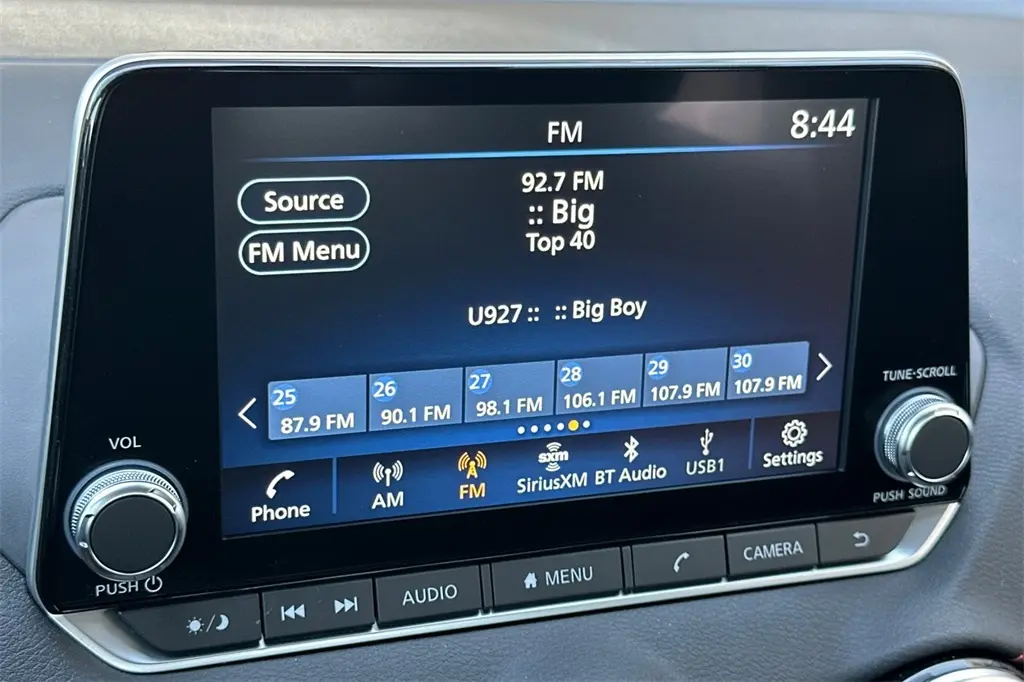 FM
8:44
Source
FM Menu
92.7 FM
:: Big
Top 40
U927 :: :: Big Boy
25 87.9 FM
26 90.1 FM
27 98.1 FM
28 106.1 FM
29 107.9 FM
30 107.9 FM
Phone
AM
FM
sxm
SiriusXM
BT Audio
USB1
Settings
VOL
PUSH
TUNE·SCROLL
PUSH SOUND
AUDIO
MENU
CAMERA